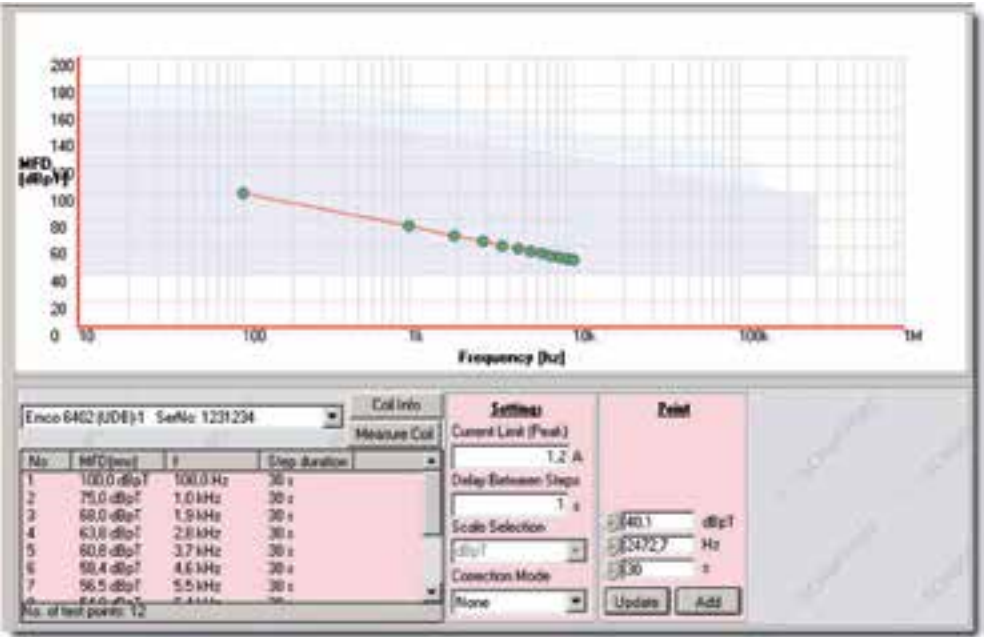 200
180
160
140
MFD
[dBpT]
120
100
80
60
40
20
0
10
100
1k
10k
100k
1M
Frequency [hz]
Emco 6402 (UDB)-1 SerNo: 1231234
Coil Info
Measure Coil
No MFD[rms] f Step duration
1 100,0 dBpT 100,0 Hz 30 s
2 75,0 dBpT 1,0 kHz 30 s
3 68,0 dBpT 1,9 kHz 30 s
4 63,8 dBpT 2,8 kHz 30 s
5 60,8 dBpT 3,7 kHz 30 s
6 58,4 dBpT 4,6 kHz 30 s
7 56,5 dBpT 5,5 kHz 30 s
No. of test points: 12
Settings
Current Limit (Peak)
1,2 A
Delay Between Steps
1 s
Scale Selection
dBpT
Correction Mode
None
Point
40,1 dBpT
2472,7 Hz
30 s
Update
Add